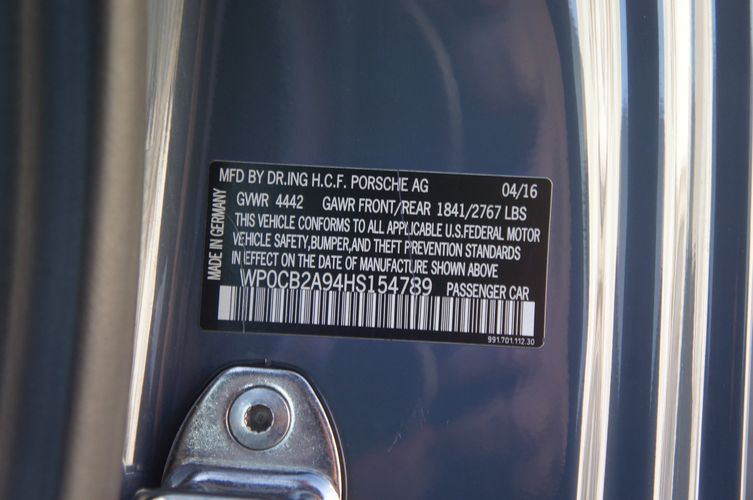 MFD BY DR.ING H.C.F. PORSCHE AG 04/16
GVWR 4442 GAWR FRONT/REAR 1841/2767 LBS
THIS VEHICLE CONFORMS TO ALL APPLICABLE U.S.FEDERAL MOTOR
VEHICLE SAFETY,BUMPER,AND THEFT PREVENTION STANDARDS
IN EFFECT ON THE DATE OF MANUFACTURE SHOWN ABOVE
WP0CB2A94HS154789 PASSENGER CAR
991.701.112.30
MADE IN GERMANY